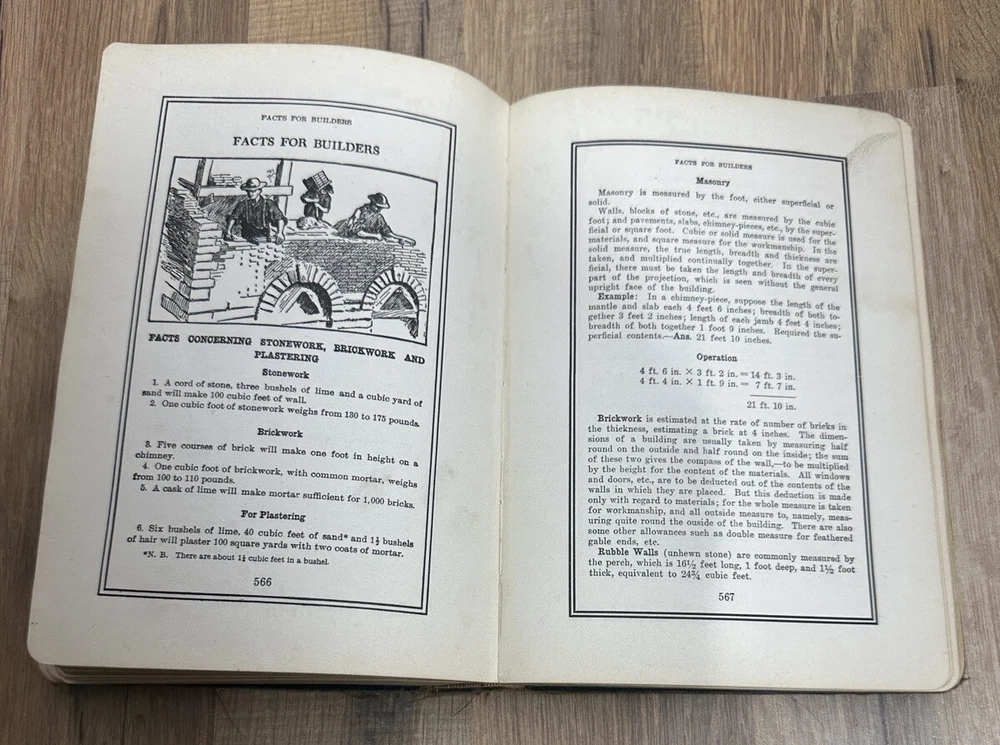 FACTS FOR BUILDERS
FACTS FOR BUILDERS
FACTS CONCERNING STONEWORK, BRICKWORK AND
PLASTERING
Stonework
1. A cord of stone, three bushels of lime and a cubic yard of
sand will make 100 cubic feet of wall.
2. One cubic foot of stonework weighs from 130 to 175 pounds.
Brickwork
3. Five courses of brick will make one foot in height on a
chimney.
4. One cubic foot of brickwork, with common mortar, weighs
from 100 to 110 pounds.
5. A cask of lime will make mortar sufficient for 1,000 bricks.
For Plastering
6. Six bushels of lime, 40 cubic feet of sand* and 1½ bushels
of hair will plaster 100 square yards with two coats of mortar.
*N. B. There are about 1¼ cubic feet in a bushel.
566
FACTS FOR BUILDERS
Masonry
Masonry is measured by the foot, either superficial or
solid.
Walls, blocks of stone, etc., are measured by the cubic
foot; and pavements, slabs, chimney-pieces, etc., by the super-
ficial or square foot. Cubic or solid measure is used for the
materials, and square measure for the workmanship. In the
solid measure, the true length, breadth and thickness are
taken, and multiplied continually together. In the super-
ficial, there must be taken the length and breadth of every
part of the projection, which is seen without the general
upright face of the building.
Example: In a chimney-piece, suppose the length of the
mantle and slab each 4 feet 6 inches; breadth of both to-
gether 3 feet 2 inches; length of each jamb 4 feet 4 inches;
breadth of both together 1 foot 9 inches. Required the su-
perficial contents.—Ans. 21 feet 10 inches.
Operation
4 ft. 6 in. × 3 ft. 2 in. = 14 ft. 3 in.
4 ft. 4 in. × 1 ft. 9 in. = 7 ft. 7 in.
21 ft. 10 in.
Brickwork is estimated at the rate of number of bricks in
the thickness, estimating a brick at 4 inches. The dimen-
sions of a building are usually taken by measuring half
round on the outside and half round on the inside; the sum
of these two gives the compass of the wall,—to be multiplied
by the height for the content of the materials. All windows
and doors, etc., are to be deducted out of the contents of the
walls in which they are placed. But this deduction is made
only with regard to materials; for the whole measure is taken
for workmanship, and all outside measure to, namely, meas-
uring quite round the ouside of the building. There are also
some other allowances such as double measure for feathered
gable ends, etc.
Rubble Walls (unhewn stone) are commonly measured by
the perch, which is 16½ feet long, 1 foot deep, and 1½ foot
thick, equivalent to 24¾ cubic feet.
567